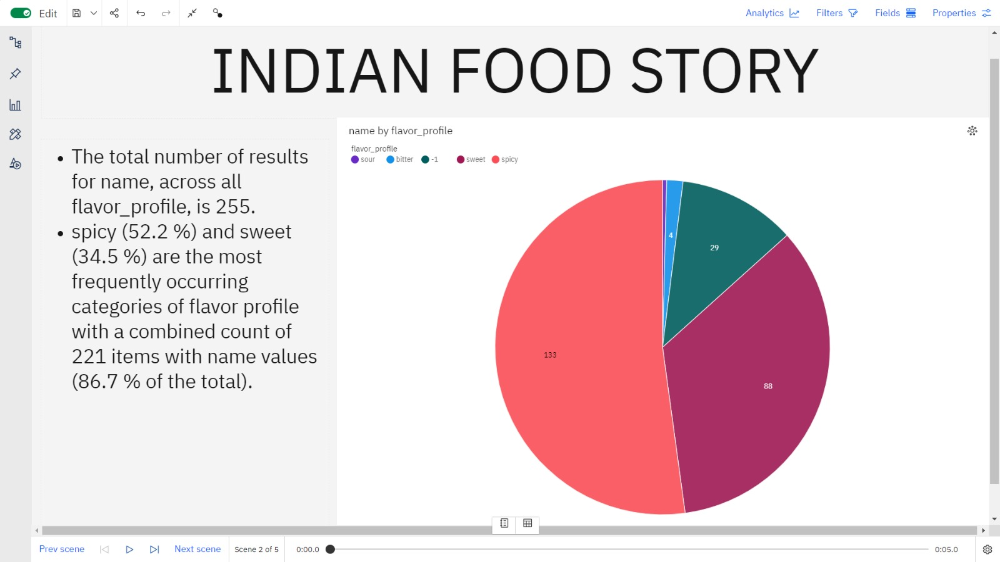 Edit
Analytics
Filters
Fields
Properties
INDIAN FOOD STORY
• The total number of results
for name, across all
flavor_profile, is 255.
• spicy (52.2 %) and sweet
(34.5 %) are the most
frequently occurring
categories of flavor profile
with a combined count of
221 items with name values
(86.7 % of the total).
name by flavor_profile
flavor_profile
sour bitter -1 sweet spicy
4
29
133
88
Prev scene
Next scene
Scene 2 of 5
0:00.0
0:05.0